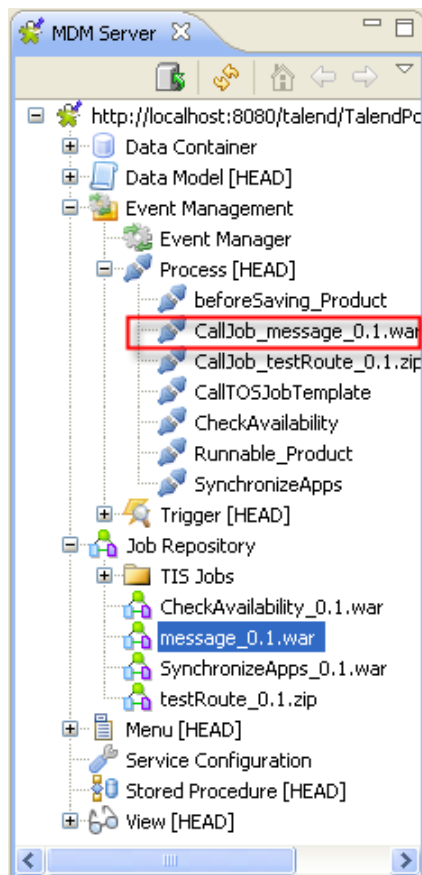 MDM Server
http://localhost:8080/talend/TalendPo
Data Container
Data Model [HEAD]
Event Management
Event Manager
Process [HEAD]
beforeSaving_Product
CallJob_message_0.1.war
CallJob_testRoute_0.1.zip
CallTOSJobTemplate
CheckAvailability
Runnable_Product
SynchronizeApps
Trigger [HEAD]
Job Repository
TIS Jobs
CheckAvailability_0.1.war
message_0.1.war
SynchronizeApps_0.1.war
testRoute_0.1.zip
Menu [HEAD]
Service Configuration
Stored Procedure [HEAD]
View [HEAD]